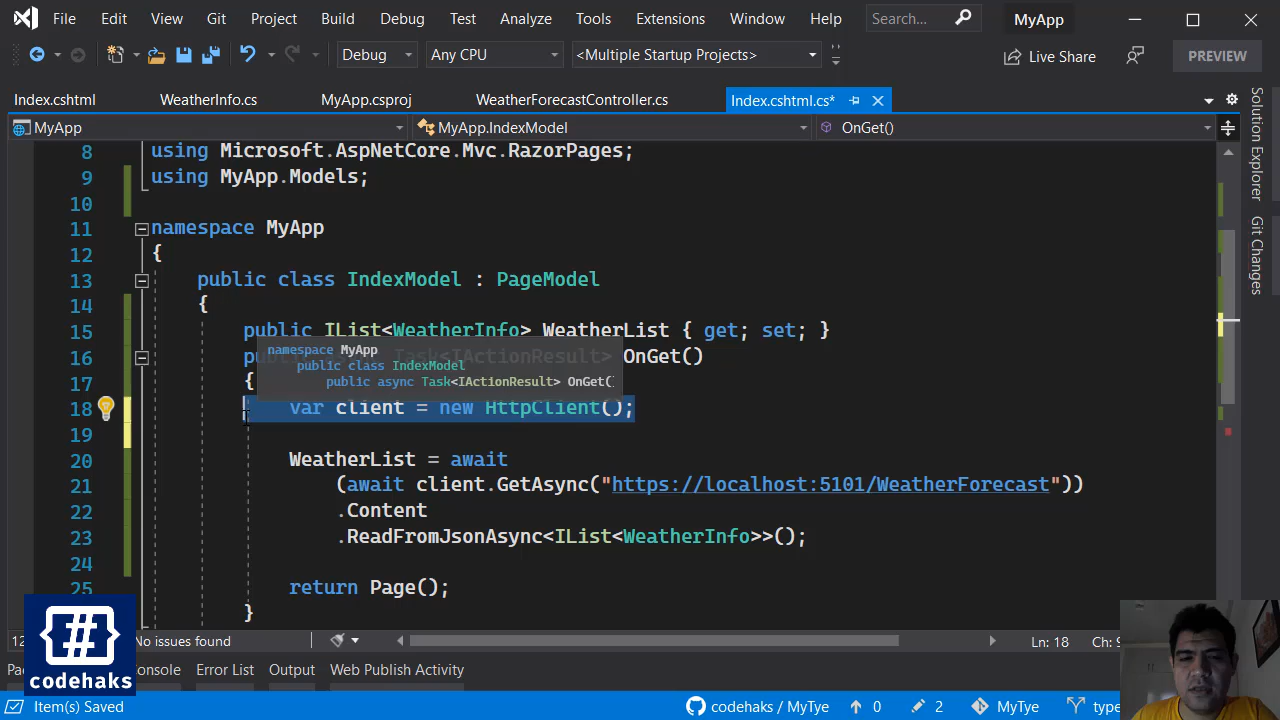 File Edit View Git Project Build Debug Test Analyze Tools Extensions Window Help Search... MyApp
Debug Any CPU <Multiple Startup Projects> Live Share PREVIEW
Index.cshtml WeatherInfo.cs MyApp.csproj WeatherForecastController.cs Index.cshtml.cs*
MyApp MyApp.IndexModel OnGet()
8 using Microsoft.AspNetCore.Mvc.RazorPages;
9 using MyApp.Models;
10
11 namespace MyApp
12 {
13 public class IndexModel : PageModel
14 {
15 public IList<WeatherInfo> WeatherList { get; set; }
16 public async Task<IActionResult> OnGet()
namespace MyApp
public class IndexModel
public async Task<IActionResult> OnGet(
17 {
18 var client = new HttpClient();
19
20 WeatherList = await
21 (await client.GetAsync("https://localhost:5101/WeatherForecast"))
22 .Content
23 .ReadFromJsonAsync<IList<WeatherInfo>>();
24
25 return Page();
}
Solution Explorer
Git Changes
No issues found Ln: 18
Error List Output Web Publish Activity
Item(s) Saved codehaks / MyTye 0 2 MyTye
#
codehaks